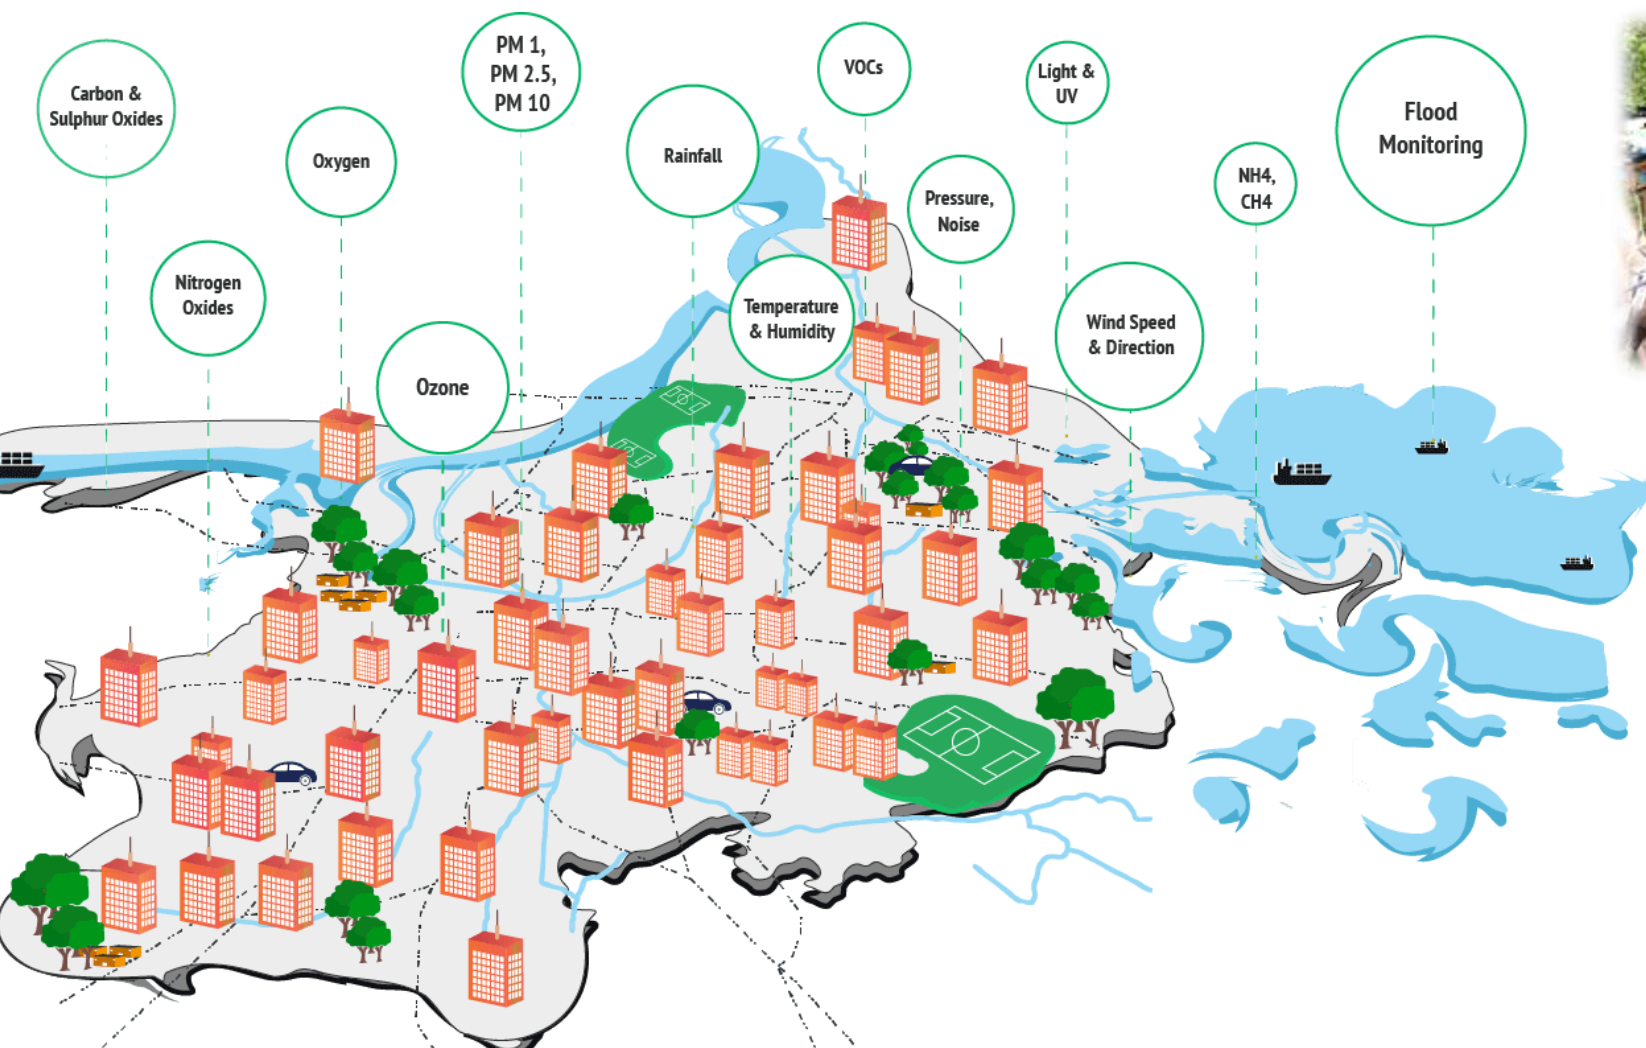 Carbon &
Sulphur Oxides
Nitrogen
Oxides
Oxygen
Ozone
PM 1,
PM 2.5,
PM 10
Rainfall
Temperature
& Humidity
VOCs
Pressure,
Noise
Light &
UV
Wind Speed
& Direction
NH4,
CH4
Flood
Monitoring